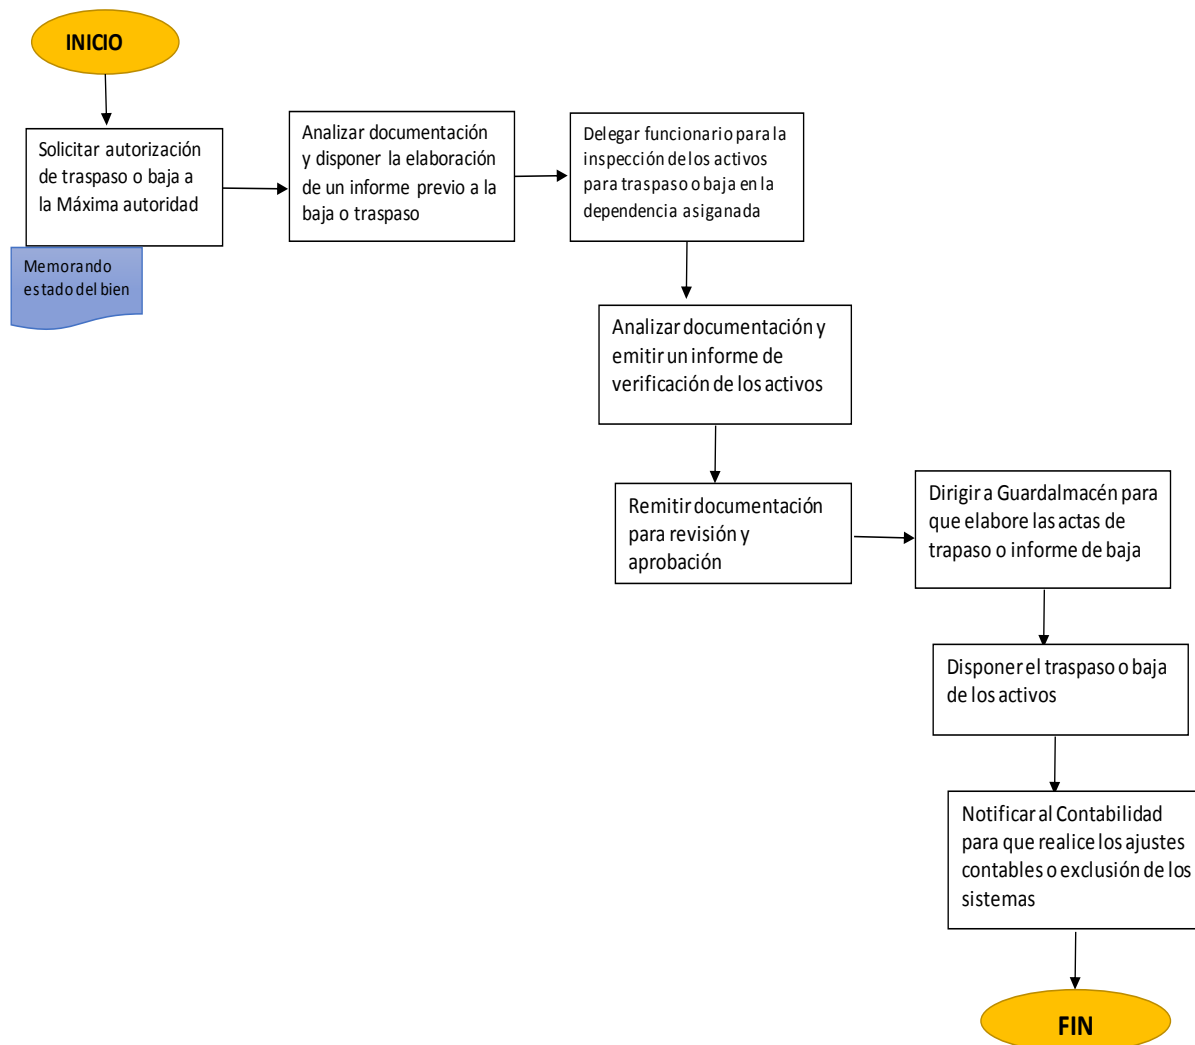 INICIO
Solicitar autorización
de traspaso o baja a
la Máxima autoridad
Memorando
estado del bien
Analizar documentación
y disponer la elaboración
de un informe previo a la
baja o traspaso
Delegar funcionario para la
inspección de los activos
para traspaso o baja en la
dependencia asiganada
Analizar documentación y
emitir un informe de
verificación de los activos
Remitir documentación
para revisión y
aprobación
Dirigir a Guardalmacén para
que elabore las actas de
trapaso o informe de baja
Disponer el traspaso o baja
de los activos
Notificar al Contabilidad
para que realice los ajustes
contables o exclusión de los
sistemas
FIN